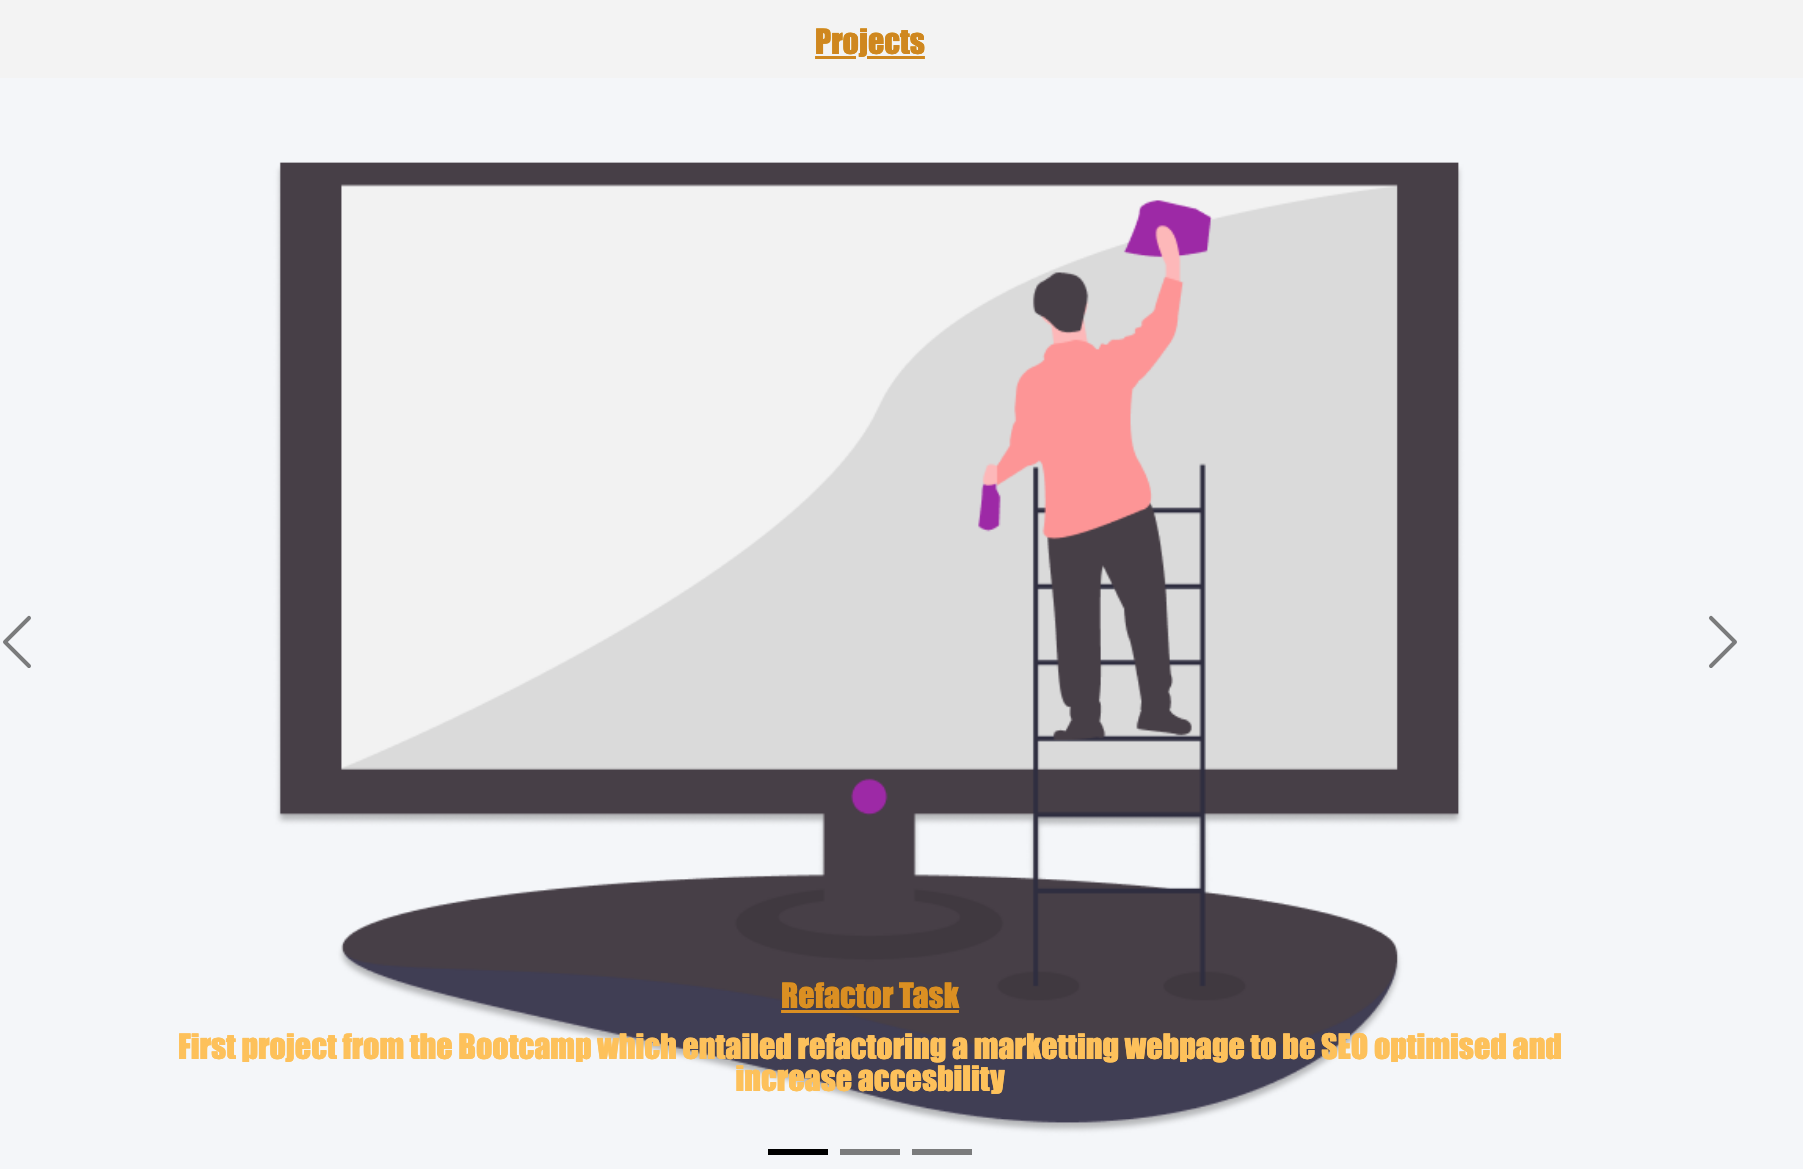 Projects
Refactor Task
First project from the Bootcamp which entailed refactoring a marketting webpage to be SEO optimised and
increase accesbility